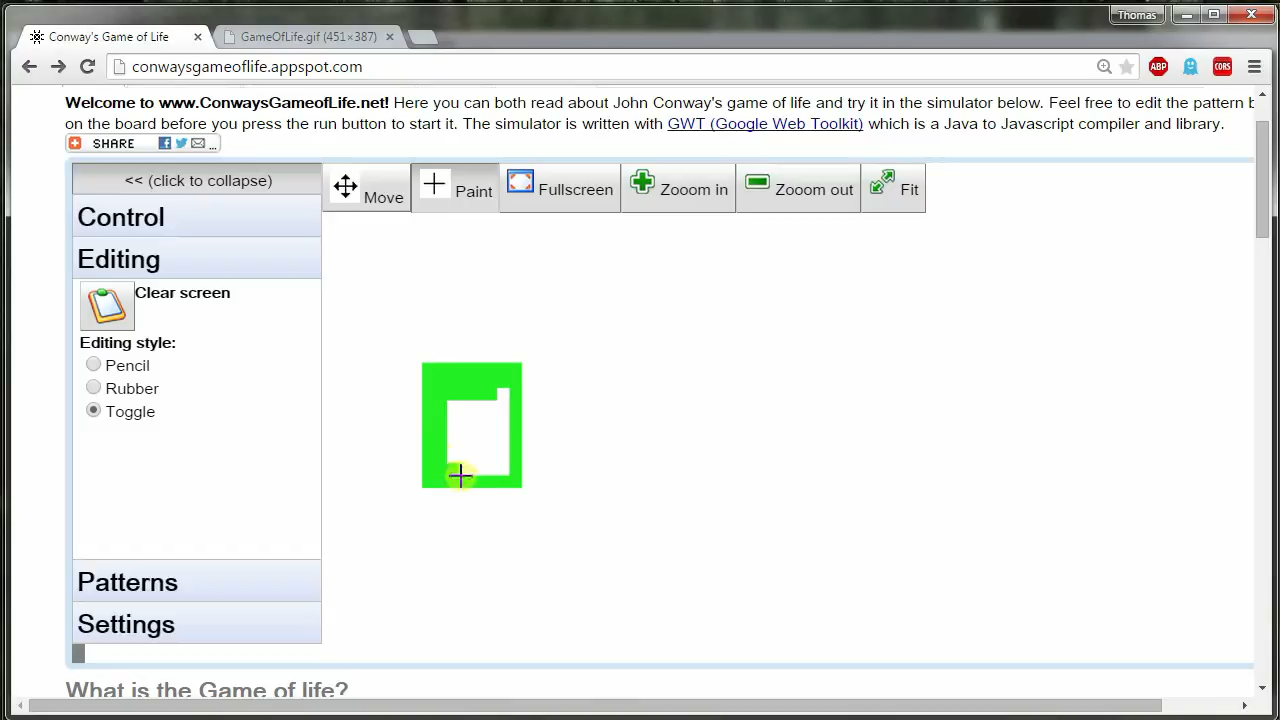 Thomas
Conway's Game of Life
GameOfLife.gif (451×387)
conwaysgameoflife.appspot.com
ABP
CORS
Welcome to www.ConwaysGameofLife.net! Here you can both read about John Conway's game of life and try it in the simulator below. Feel free to edit the pattern b
on the board before you press the run button to start it. The simulator is written with GWT (Google Web Toolkit) which is a Java to Javascript compiler and library.
SHARE ...
<< (click to collapse)
Move
Paint
Fullscreen
Zooom in
Zooom out
Fit
Control
Editing
Clear screen
Editing style:
Pencil
Rubber
Toggle
Patterns
Settings
What is the Game of life?